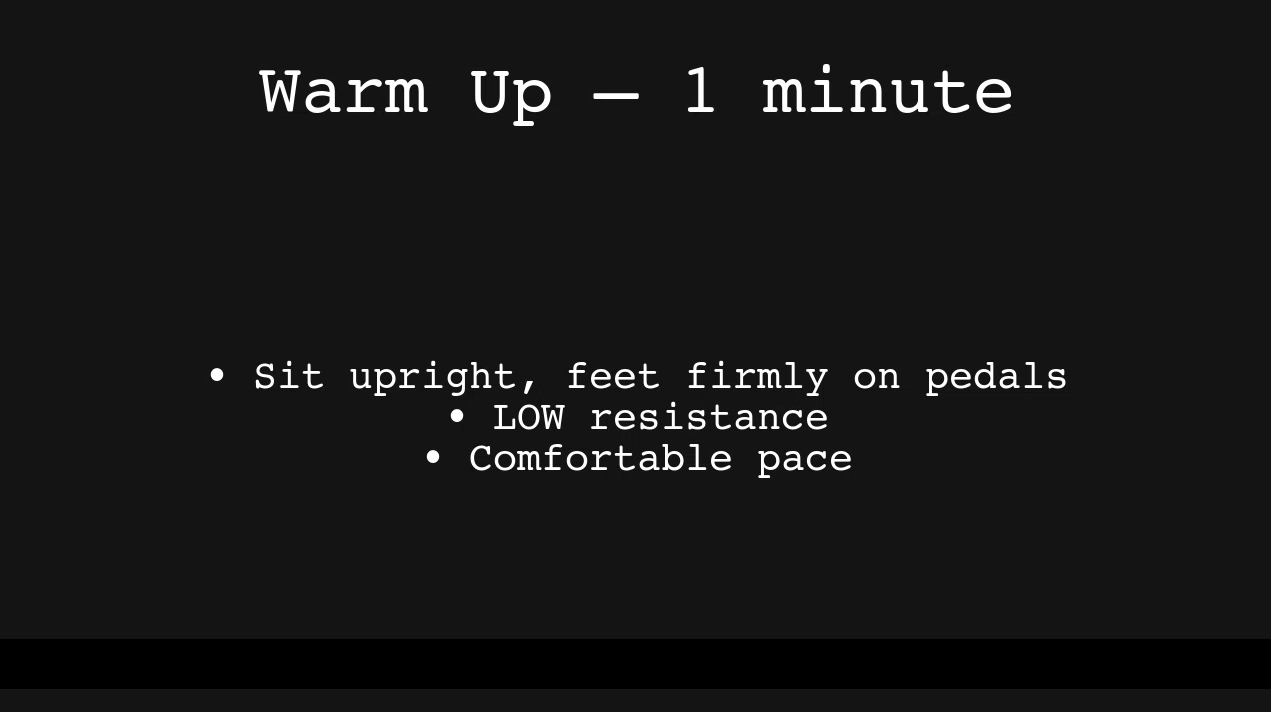 Warm Up — 1 minute
• Sit upright, feet firmly on pedals
• LOW resistance
• Comfortable pace